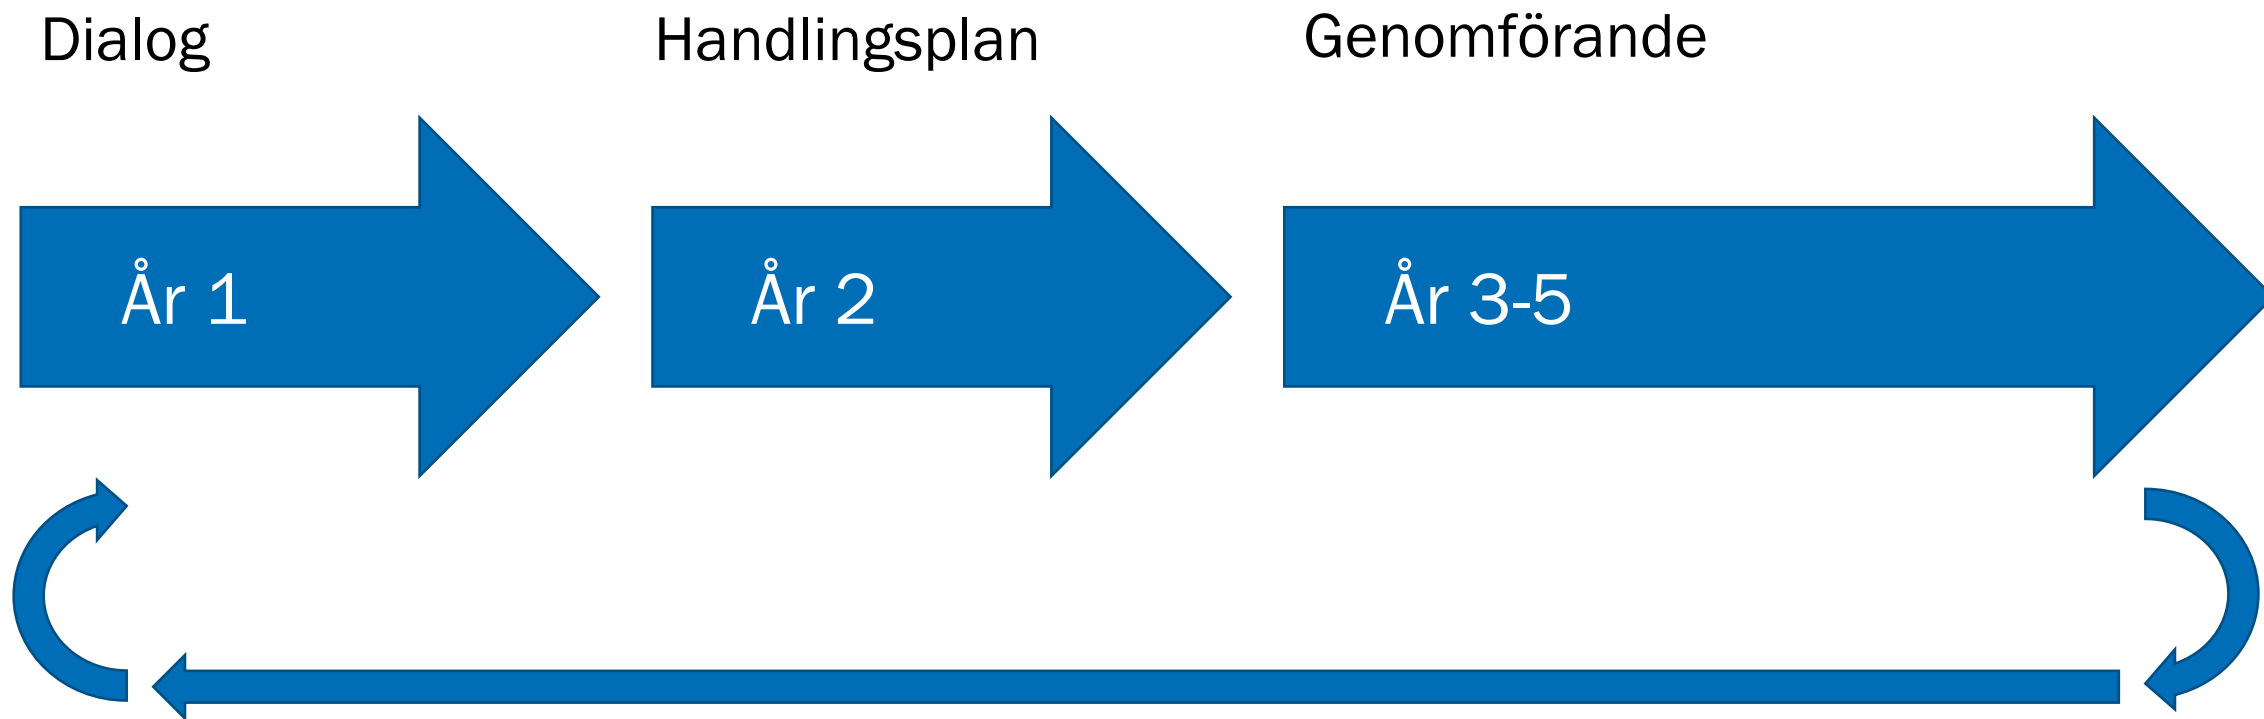 Dialog
Handlingsplan
Genomförande
År 1
År 2
År 3-5